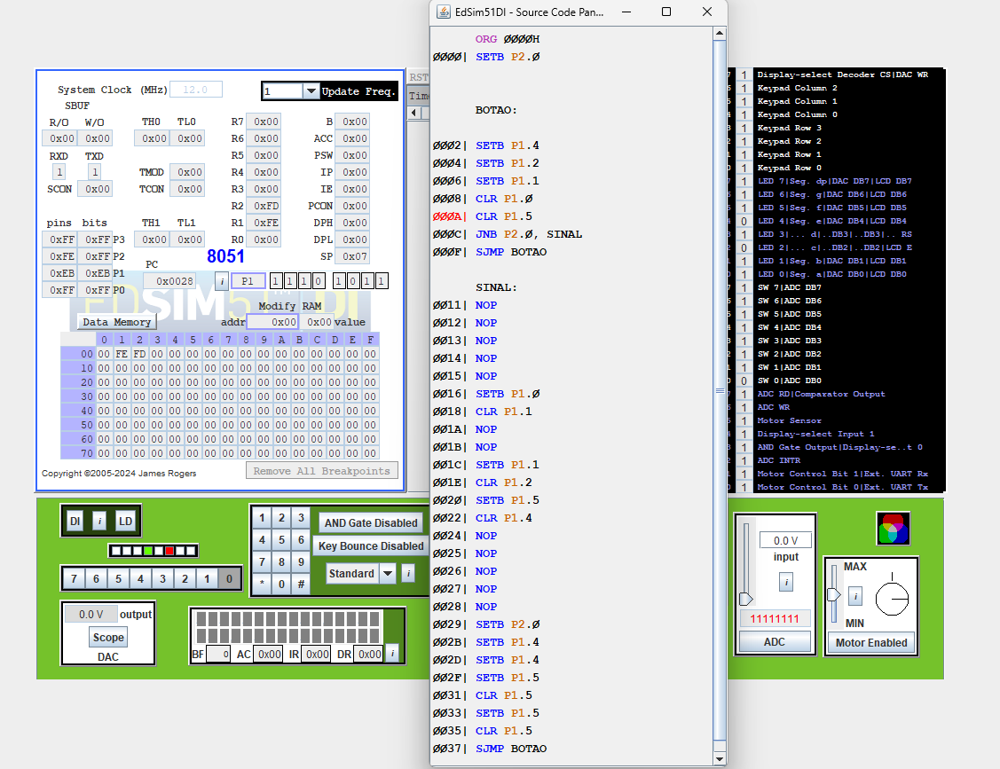 EdSim51DI - Source Code Pan...
ORG ØØØØH
ØØØØ| SETB P2.Ø
BOTAO:
ØØØ2| SETB P1.4
ØØØ4| SETB P1.2
ØØØ6| SETB P1.1
ØØØ8| CLR P1.Ø
ØØØA| CLR P1.5
ØØØC| JNB P2.Ø, SINAL
ØØØF| SJMP BOTAO
SINAL:
ØØ11| NOP
ØØ12| NOP
ØØ13| NOP
ØØ14| NOP
ØØ15| NOP
ØØ16| SETB P1.Ø
ØØ18| CLR P1.1
ØØ1A| NOP
ØØ1B| NOP
ØØ1C| SETB P1.1
ØØ1E| CLR P1.2
ØØ2Ø| SETB P1.5
ØØ22| CLR P1.4
ØØ24| NOP
ØØ25| NOP
ØØ26| NOP
ØØ27| NOP
ØØ28| NOP
ØØ29| SETB P2.Ø
ØØ2B| SETB P1.4
ØØ2D| SETB P1.4
ØØ2F| SETB P1.5
ØØ31| CLR P1.5
ØØ33| SETB P1.5
ØØ35| CLR P1.5
ØØ37| SJMP BOTAO
System Clock (MHz) 12.0
1 Update Freq.
SBUF
R/O W/O
0x00 0x00
RXD TXD
1 1
SCON 0x00
TH0 TL0
0x00 0x00
TMOD 0x00
TCON 0x00
TH1 TL1
0x00 0x00
R7 0x00
R6 0x00
R5 0x00
R4 0x00
R3 0x00
R2 0xFD
R1 0xFE
R0 0x00
B 0x00
ACC 0x00
PSW 0x00
IP 0x00
IE 0x00
PCON 0x00
DPH 0x00
DPL 0x00
SP 0x07
pins bits
0xFF 0xFF P3
0xFE 0xFF P2
0xEB 0xEB P1
0xFF 0xFF P0
8051
PC
0x0028
i P1 1 1 1 0 1 0 1 1
EDSIM51DI
Modify RAM
Data Memory addr 0x00 0x00 value
0 1 2 3 4 5 6 7 8 9 A B C D E F
00 00 FE FD 00 00 00 00 00 00 00 00 00 00 00 00 00
10 00 00 00 00 00 00 00 00 00 00 00 00 00 00 00 00
20 00 00 00 00 00 00 00 00 00 00 00 00 00 00 00 00
30 00 00 00 00 00 00 00 00 00 00 00 00 00 00 00 00
40 00 00 00 00 00 00 00 00 00 00 00 00 00 00 00 00
50 00 00 00 00 00 00 00 00 00 00 00 00 00 00 00 00
60 00 00 00 00 00 00 00 00 00 00 00 00 00 00 00 00
70 00 00 00 00 00 00 00 00 00 00 00 00 00 00 00 00
Copyright ©2005-2024 James Rogers
Remove All Breakpoints
RST
Time
1 Display-select Decoder CS|DAC WR
1 Keypad Column 2
1 Keypad Column 1
1 Keypad Column 0
1 Keypad Row 3
1 Keypad Row 2
1 Keypad Row 1
1 Keypad Row 0
1 LED 7|Seg. dp|DAC DB7|LCD DB7
1 LED 6|Seg. g|DAC DB6|LCD DB6
1 LED 5|Seg. f|DAC DB5|LCD DB5
0 LED 4|Seg. e|DAC DB4|LCD DB4
1 LED 3|... d|..DB3|..DB3|.. RS
0 LED 2|... c|..DB2|..DB2|LCD E
1 LED 1|Seg. b|DAC DB1|LCD DB1
1 LED 0|Seg. a|DAC DB0|LCD DB0
1 SW 7|ADC DB7
1 SW 6|ADC DB6
1 SW 5|ADC DB5
1 SW 4|ADC DB4
1 SW 3|ADC DB3
1 SW 2|ADC DB2
1 SW 1|ADC DB1
0 SW 0|ADC DB0
1 ADC RD|Comparator Output
1 ADC WR
1 Motor Sensor
1 Display-select Input 1
1 AND Gate Output|Display-se..t 0
1 ADC INTR
1 Motor Control Bit 1|Ext. UART Rx
1 Motor Control Bit 0|Ext. UART Tx
DI i LD
7 6 5 4 3 2 1 0
0.0 V output
Scope
DAC
1 2 3
4 5 6
7 8 9
* 0 #
AND Gate Disabled
Key Bounce Disabled
Standard i
BF 0 AC 0x00 IR 0x00 DR 0x00 i
0.0 V
input
i
11111111
ADC
MAX
i
MIN
Motor Enabled